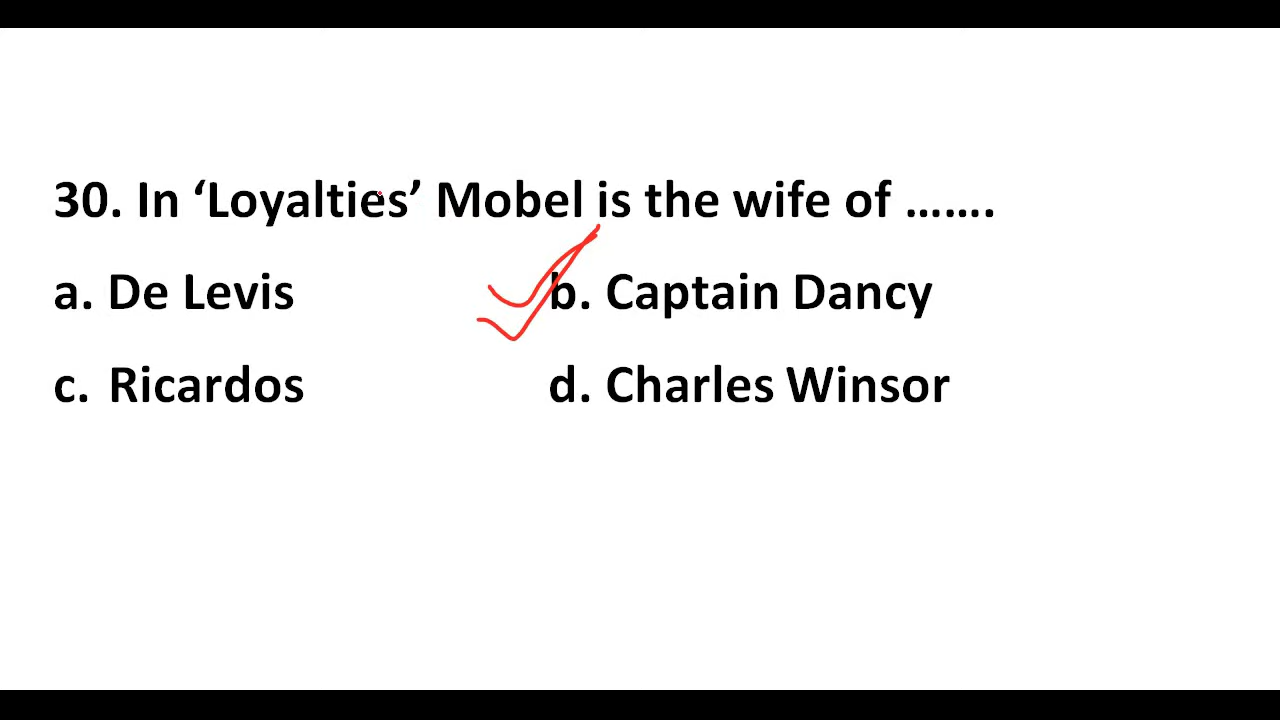 30. In ‘Loyalties’ Mobel is the wife of …….
a. De Levis b. Captain Dancy
c. Ricardos d. Charles Winsor